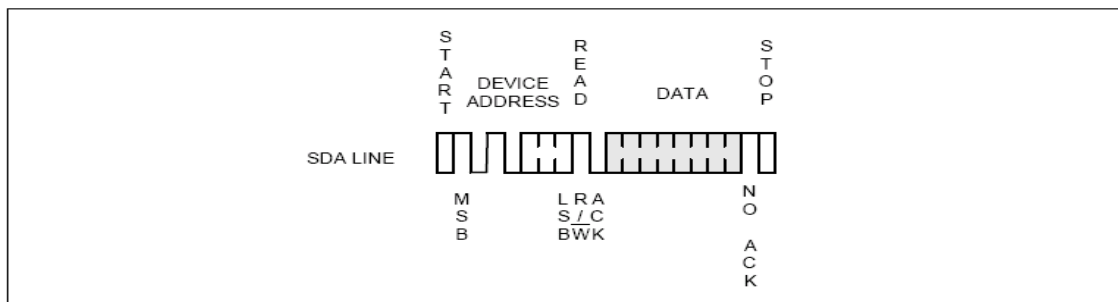 START
DEVICE
ADDRESS
READ
DATA
STOP
SDA LINE
MSB
LSB
R/W
ACK
NO ACK